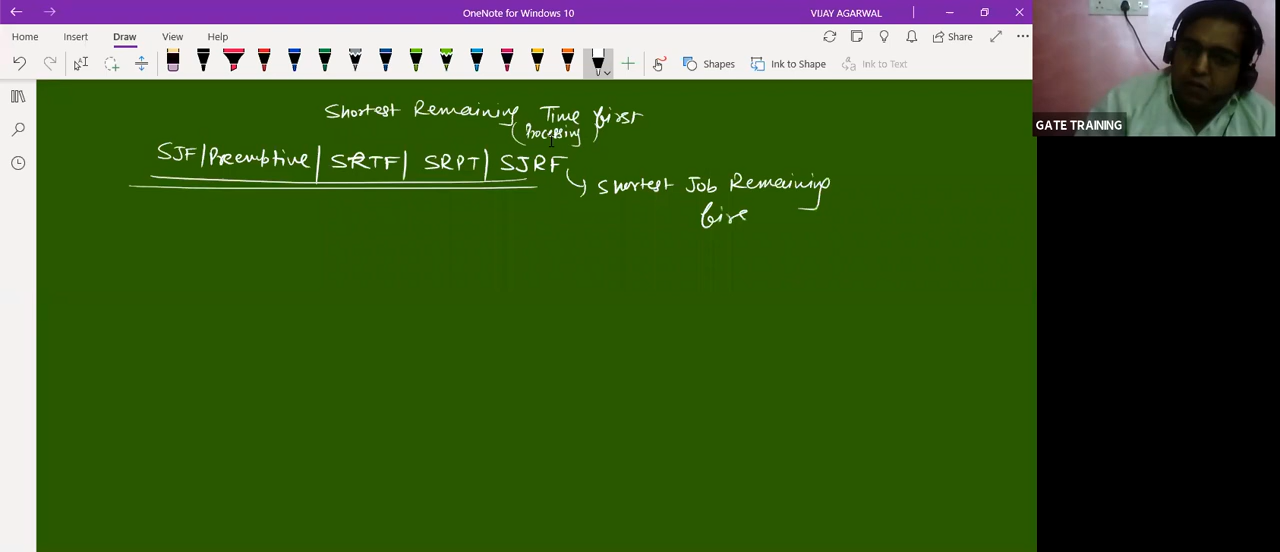 OneNote for Windows 10
VIJAY AGARWAL
Home Insert Draw View Help
Share
Shapes Ink to Shape Ink to Text
GATE TRAINING
Shortest Remaining Time first
(Processing)
SJF/Preemptive/SRTF/SRPT/SJRF
Shortest Job Remaining